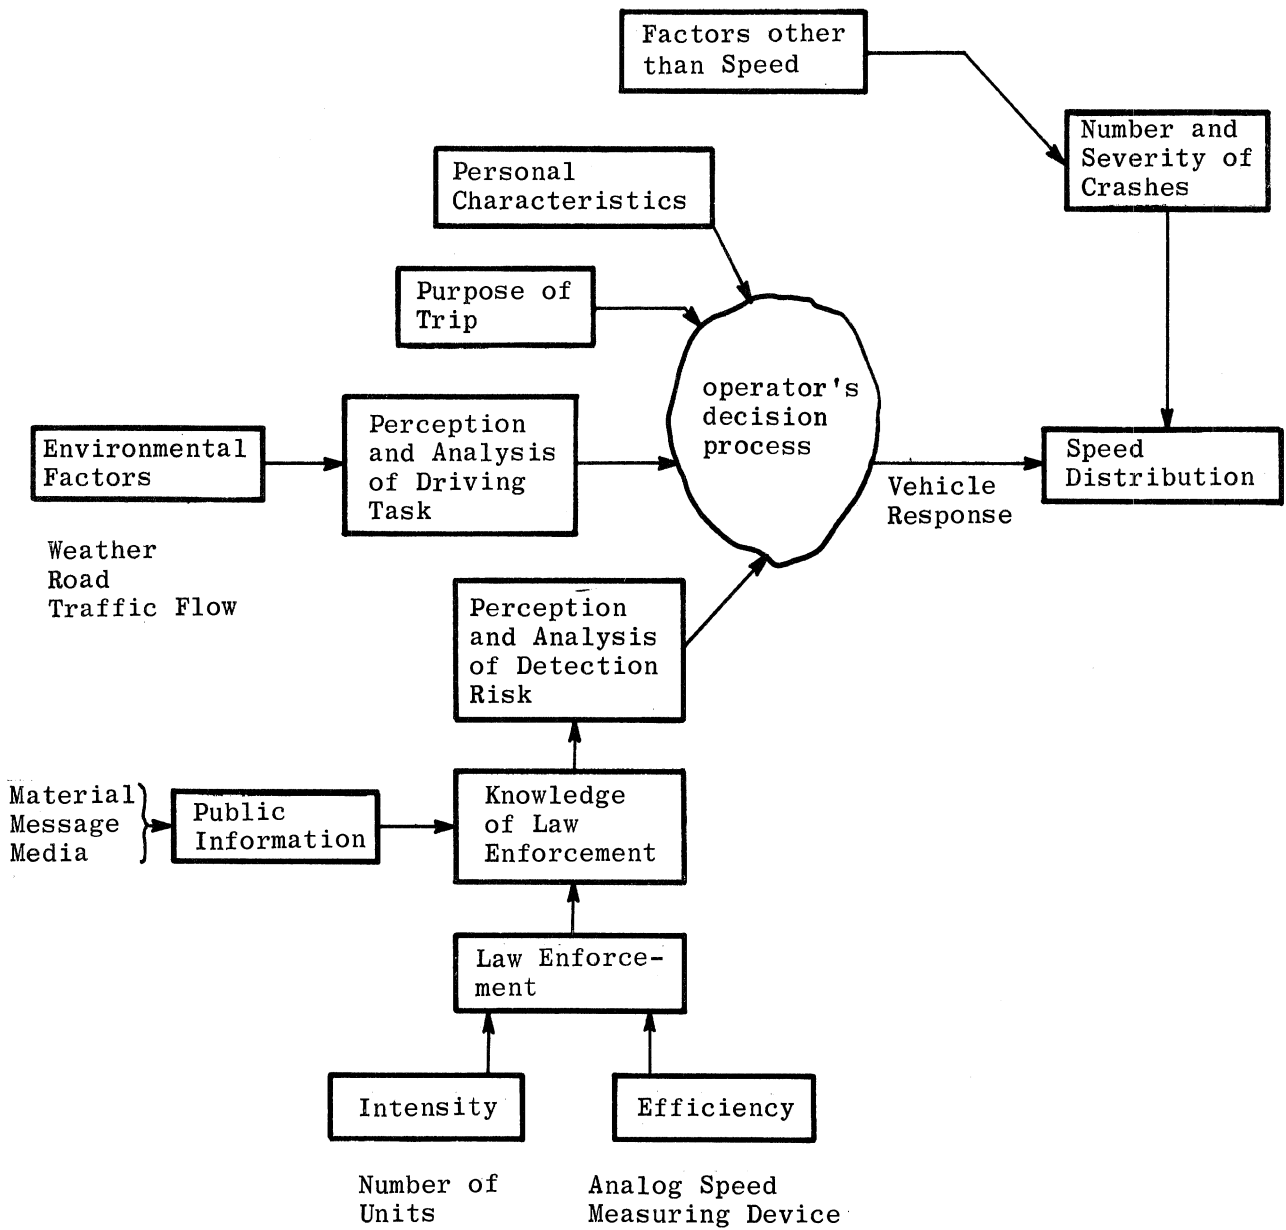 Factors other
than Speed
Number and
Severity of
Crashes
Personal
Characteristics
Purpose of
Trip
operator's
decision
process
Environmental
Factors
Perception
and Analysis
of Driving
Task
Speed
Distribution
Vehicle
Response
Weather
Road
Traffic Flow
Perception
and Analysis
of Detection
Risk
Material
Message
Media
Public
Information
Knowledge
of Law
Enforcement
Law Enforce-
ment
Intensity
Efficiency
Number of
Units
Analog Speed
Measuring Device